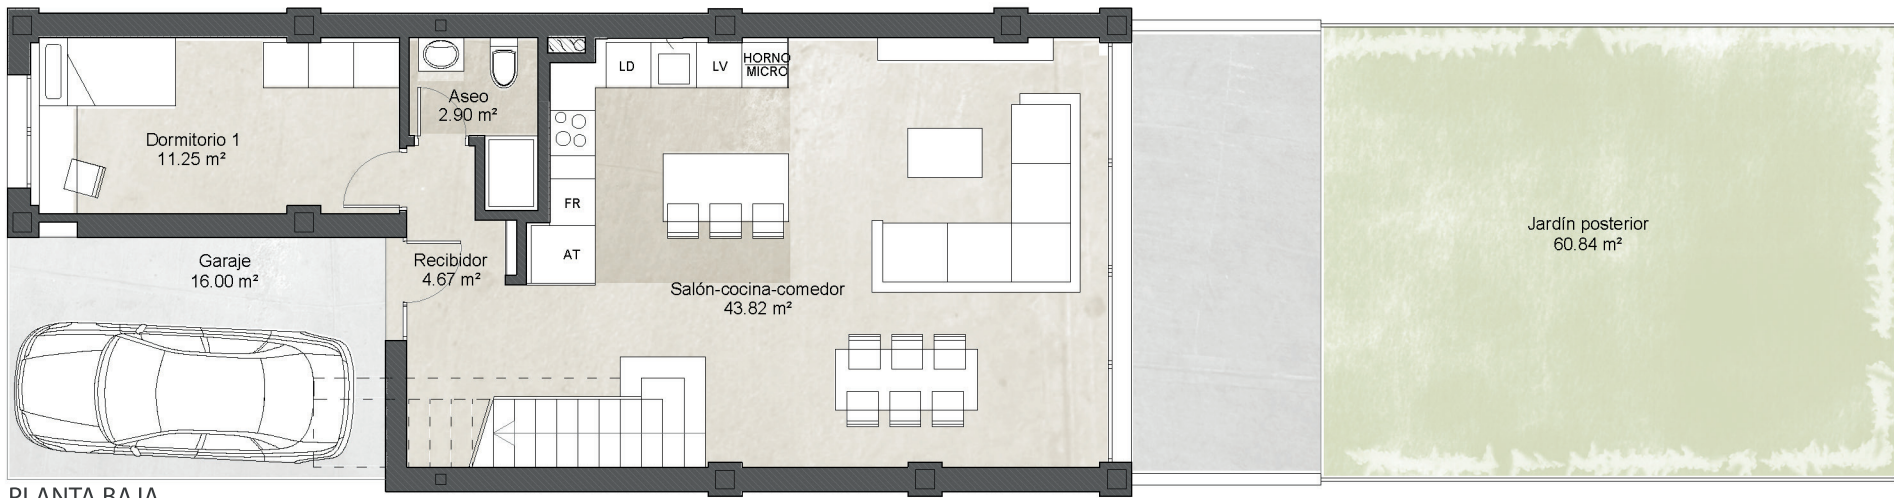 LD
LV
HORNO
MICRO
Aseo
2.90 m²
Dormitorio 1
11.25 m²
FR
AT
Garaje
16.00 m²
Recibidor
4.67 m²
Salón-cocina-comedor
43.82 m²
Jardín posterior
60.84 m²
PLANTA BAJA